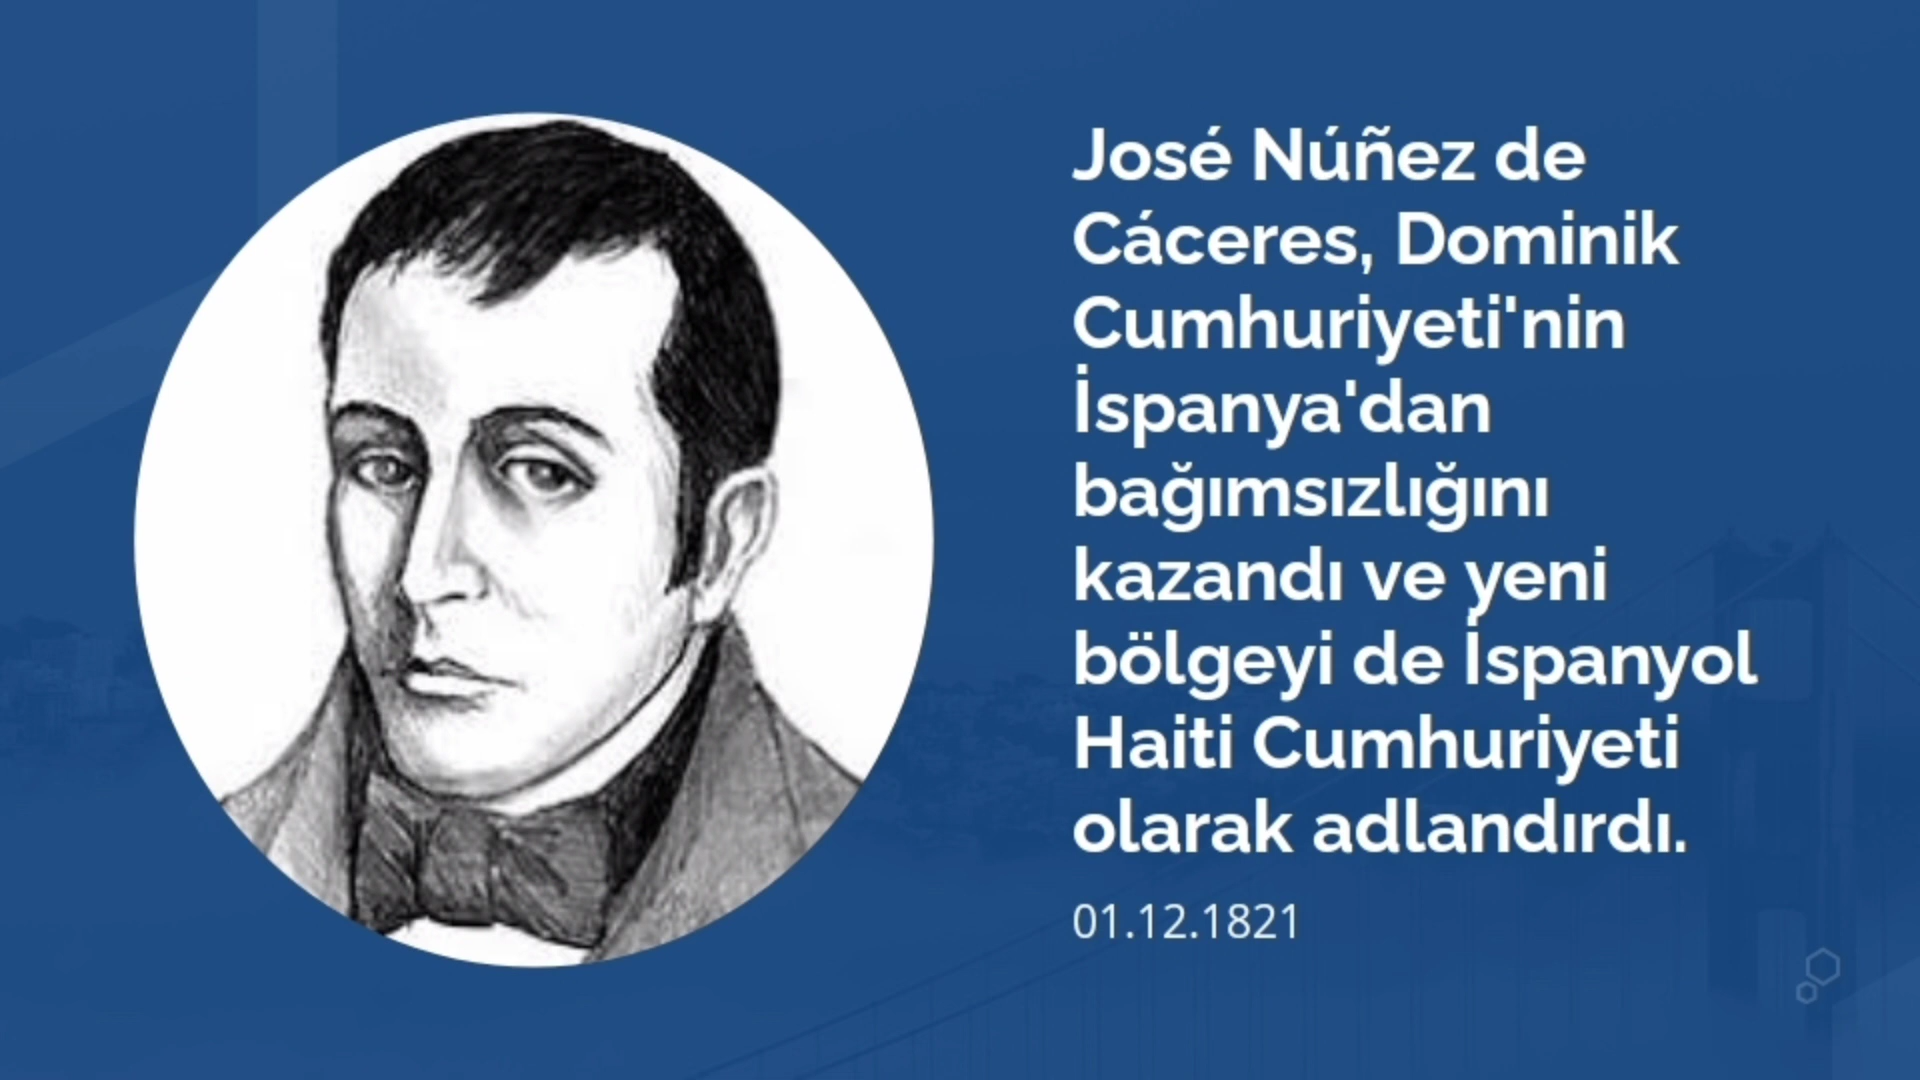 José Núñez de
Cáceres, Dominik
Cumhuriyeti'nin
İspanya'dan
bağımsızlığını
kazandı ve yeni
bölgeyi de İspanyol
Haiti Cumhuriyeti
olarak adlandırdı.
01.12.1821